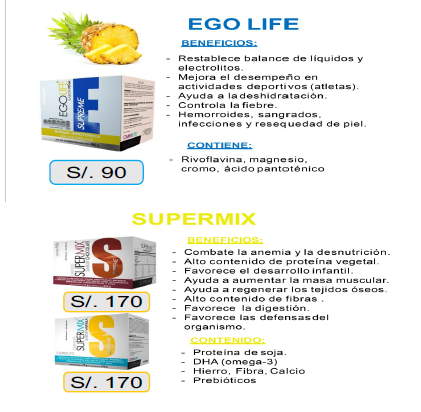 EGO LIFE
BENEFICIOS:
- Restablece balance de líquidos y
electrolitos.
- Mejora el desempeño en
actividades deportivos (atletas).
- Ayuda a la deshidratación.
- Controla la fiebre.
- Hemorroides, sangrados,
infecciones y resequedad de piel.
CONTIENE:
- Rivoflavina, magnesio,
cromo, ácido pantoténico
EGOLIFE
SUPREME
S/. 90
SUPERMIX
BENEFICIOS:
- Combate la anemia y la desnutrición.
- Alto contenido de proteína vegetal.
- Favorece el desarrollo infantil.
- Ayuda a aumentar la masa muscular.
- Ayuda a regenerar los tejidos óseos.
- Alto contenido de fibras .
- Favorece la digestión.
- Favorece las defensas del
organismo.
CONTENIDO:
- Proteína de soja.
- DHA (omega-3)
- Hierro, Fibra, Calcio
- Prebióticos
SUPERMIX
S
S/. 170
SUPERMIX
S
S/. 170